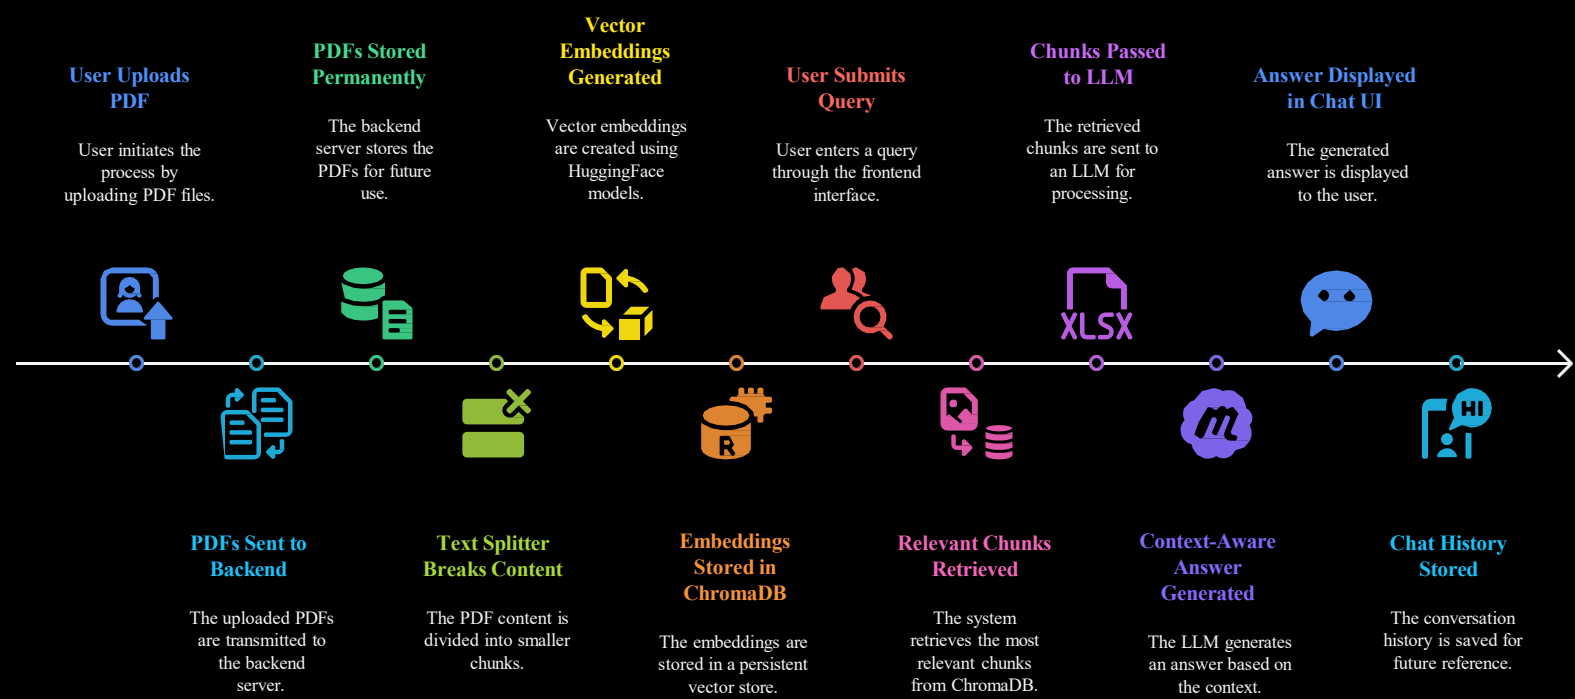 User Uploads
PDF
User initiates the
process by
uploading PDF files.
PDFs Sent to
Backend
The uploaded PDFs
are transmitted to
the backend
server.
PDFs Stored
Permanently
The backend
server stores the
PDFs for future
use.
Text Splitter
Breaks Content
The PDF content is
divided into smaller
chunks.
Vector
Embeddings
Generated
Vector embeddings
are created using
HuggingFace
models.
R
Embeddings
Stored in
ChromaDB
The embeddings are
stored in a persistent
vector store.
User Submits
Query
User enters a query
through the frontend
interface.
Relevant Chunks
Retrieved
The system
retrieves the most
relevant chunks
from ChromaDB.
Chunks Passed
to LLM
The retrieved
chunks are sent to
an LLM for
processing.
XLSX
m
Context-Aware
Answer
Generated
The LLM generates
an answer based on
the context.
Answer Displayed
in Chat UI
The generated
answer is displayed
to the user.
HI
Chat History
Stored
The conversation
history is saved for
future reference.